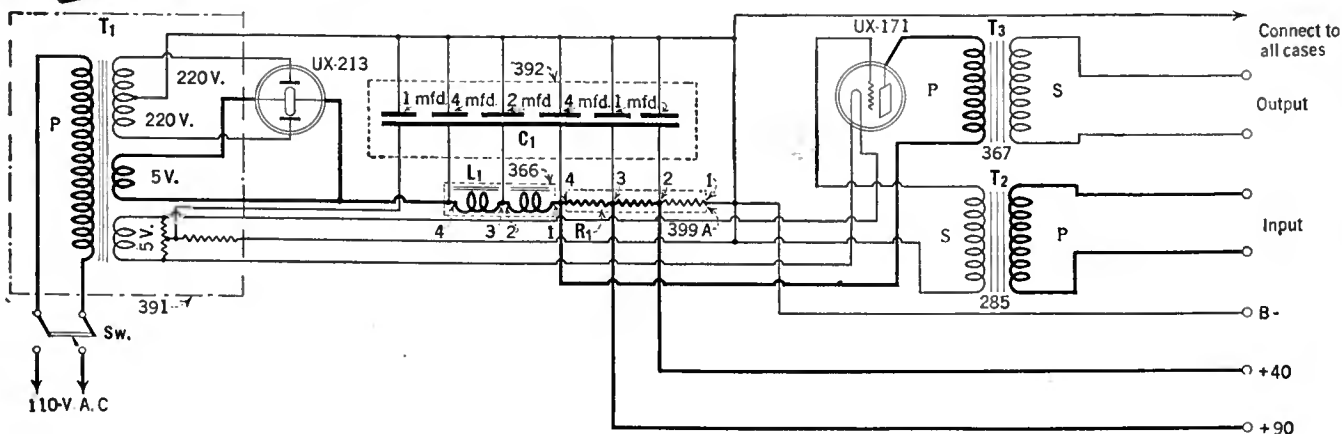 T1
P
220 V.
220 V.
5 V.
5 V.
391
Sw.
110-V. A.C
UX-213
392
1 mfd.
4 mfd.
2 mfd
4 mfd.
1 mfd.
C1
L1
366
4
3
2
1
4
3
2
1
R1
399 A
UX-171
T3
P
S
367
T2
S
P
285
Connect to
all cases
Output
Input
B-
+40
+90